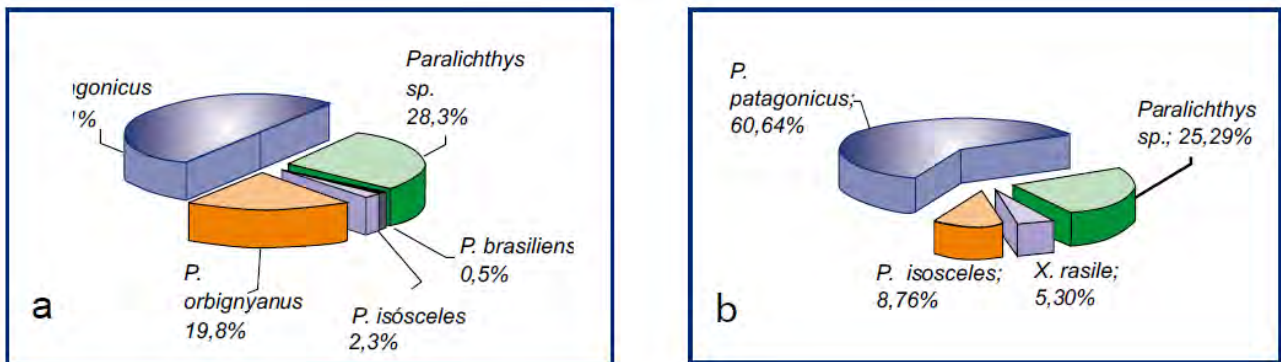 Paralichthys
sp.
28,3%
P. brasiliens
0,5%
P. isósceles
2,3%
P.
orbignyanus
19,8%
agonicus
1%
a
P.
patagonicus;
60,64%
Paralichthys
sp.; 25,29%
X. rasile;
5,30%
P. isosceles;
8,76%
b